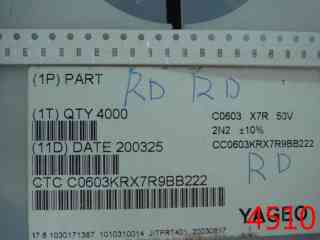 (1P) PART
RD RD
(1T) QTY 4000
C0603 X7R 50V
2N2 ±10%
(11D) DATE 200325
CC0603KRX7R9BB222
RD
CTC C0603KRX7R9BB222
YAGEO
4510